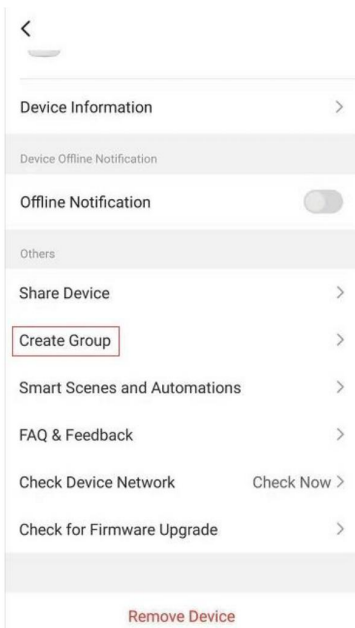 Device Information
Device Offline Notification
Offline Notification
Others
Share Device
Create Group
Smart Scenes and Automations
FAQ & Feedback
Check Device Network Check Now
Check for Firmware Upgrade
Remove Device